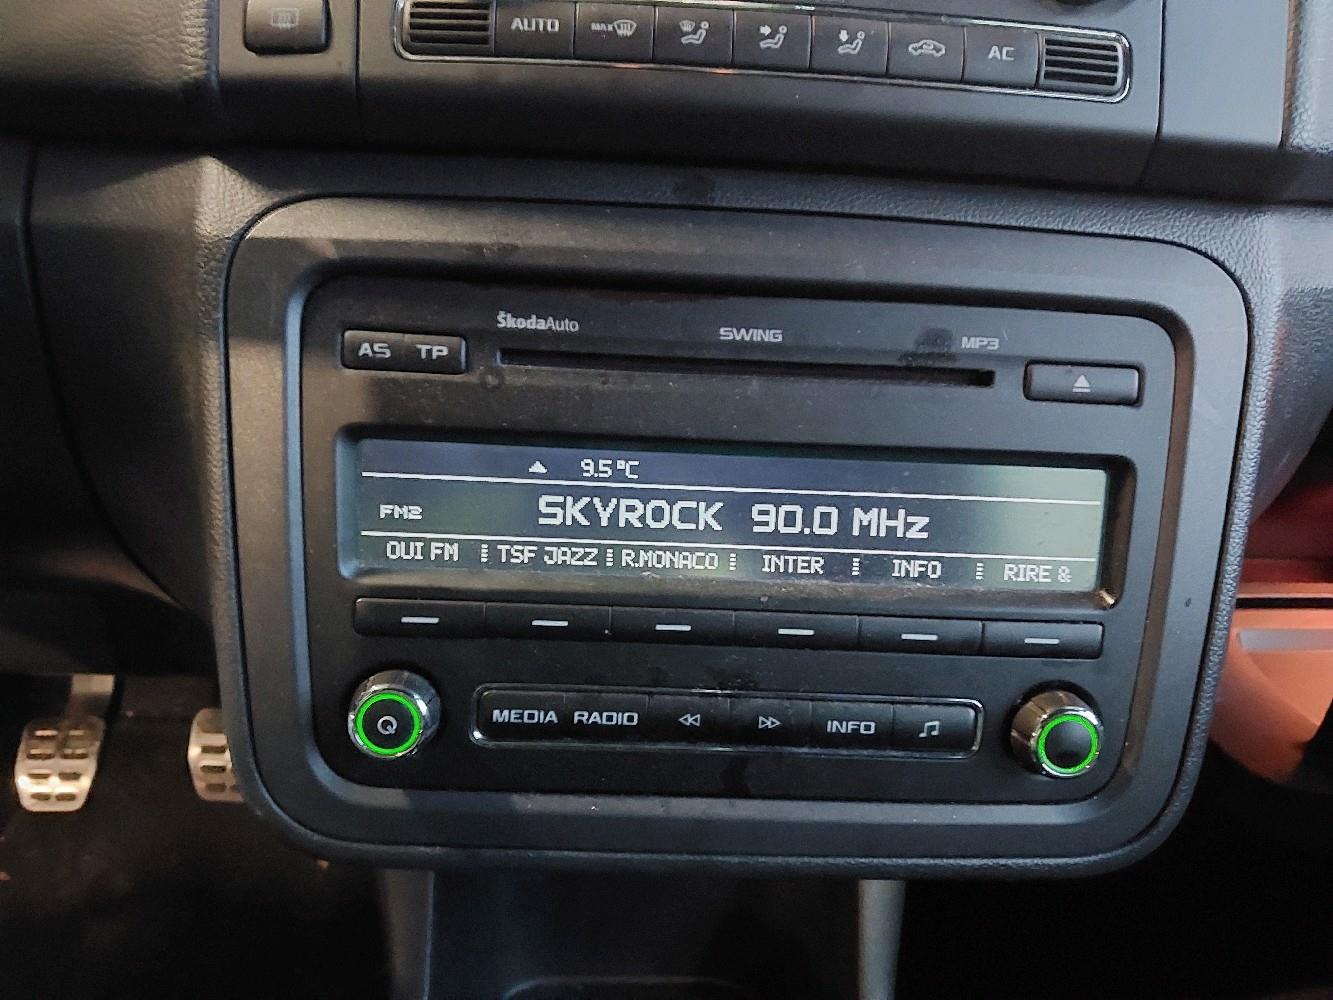 AUTO MAX AC
ŠkodaAuto SWING MP3
AS TP
9.5°C
FM2 SKYROCK 90.0 MHz
OUI FM TSF JAZZ R.MONACO INTER INFO RIRE &
MEDIA RADIO INFO